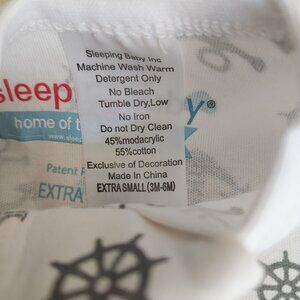 Sleeping Baby Inc
Machine Wash Warm
Detergent Only
No Bleach
Tumble Dry,Low
No Iron
Do not Dry Clean
45%modacrylic
55%cotton
Exclusive of Decoration
Made In China
EXTRA SMALL (3M-6M)
sleep
y®
home of t
www.
Patent
EXTRA